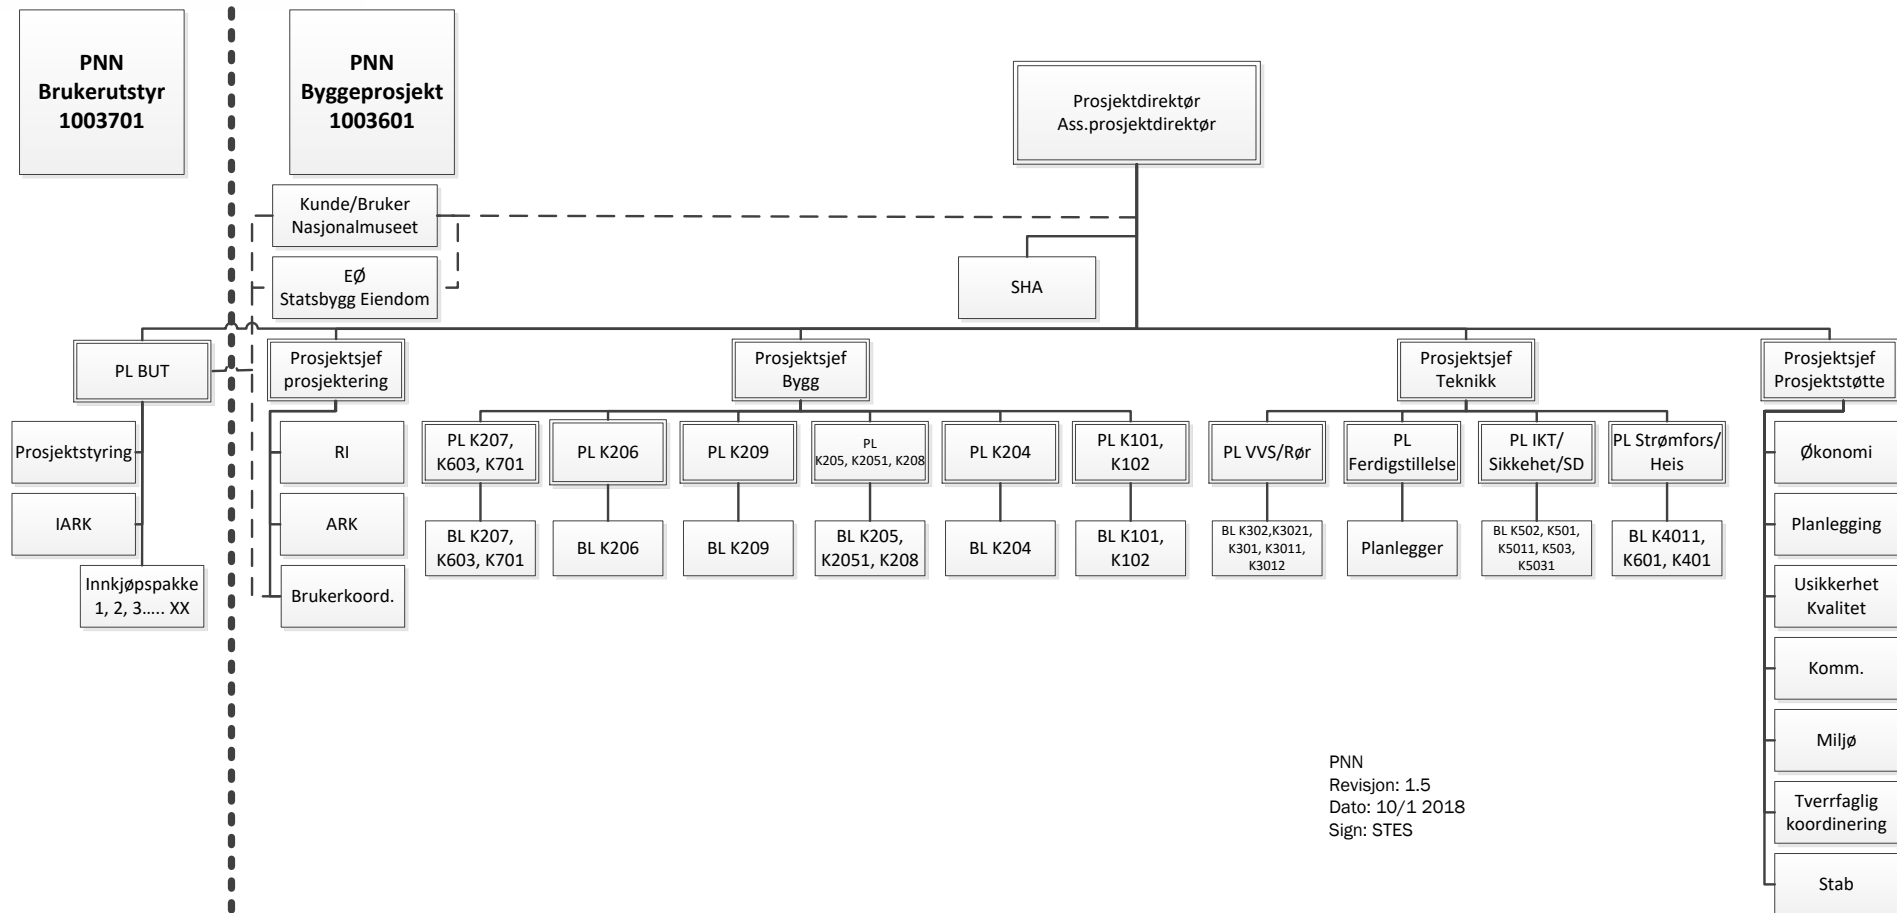 PNN
Brukerutstyr
1003701
PNN
Byggeprosjekt
1003601
Prosjektdirektør
Ass.prosjektdirektør
Kunde/Bruker
Nasjonalmuseet
EØ
Statsbygg Eiendom
SHA
PL BUT
Prosjektsjef
prosjektering
Prosjektsjef
Bygg
Prosjektsjef
Teknikk
Prosjektsjef
Prosjektstøtte
Prosjektstyring
IARK
Innkjøpspakke
1, 2, 3..... XX
RI
ARK
Brukerkoord.
PL K207,
K603, K701
PL K206
PL K209
PL
K205, K2051, K208
PL K204
PL K101,
K102
PL VVS/Rør
PL
Ferdigstillelse
PL IKT/
Sikkehet/SD
PL Strømfors/
Heis
BL K207,
K603, K701
BL K206
BL K209
BL K205,
K2051, K208
BL K204
BL K101,
K102
BL K302,K3021,
K301, K3011,
K3012
Planlegger
BL K502, K501,
K5011, K503,
K5031
BL K4011,
K601, K401
Økonomi
Planlegging
Usikkerhet
Kvalitet
Komm.
Miljø
Tverrfaglig
koordinering
Stab
PNN
Revisjon: 1.5
Dato: 10/1 2018
Sign: STES